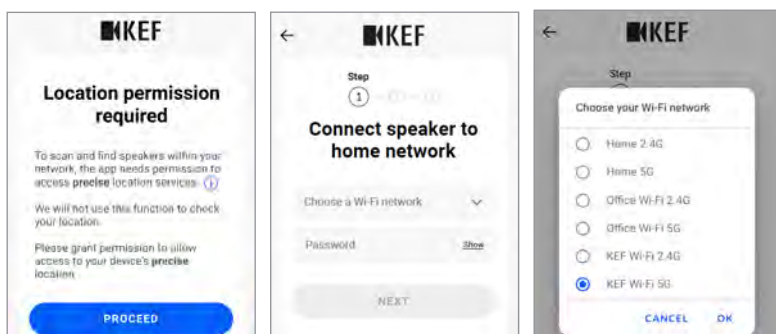 KEF
Location permission
required
To scan and find speakers within your
network, the app needs permission to
access precise location services.
We will not use this function to check
your location.
Please grant permission to allow
access to your device's precise
location
PROCEED
KEF
Step
1
Connect speaker to
home network
Choose a Wi-Fi network
Password
Show
NEXT
KEF
Step
Choose your Wi-Fi network
Home 2.4G
Home 5G
Office Wi-Fi 2.4G
Office Wi-Fi 5G
KEF Wi-Fi 2.4G
KEF Wi-Fi 5G
CANCEL OK